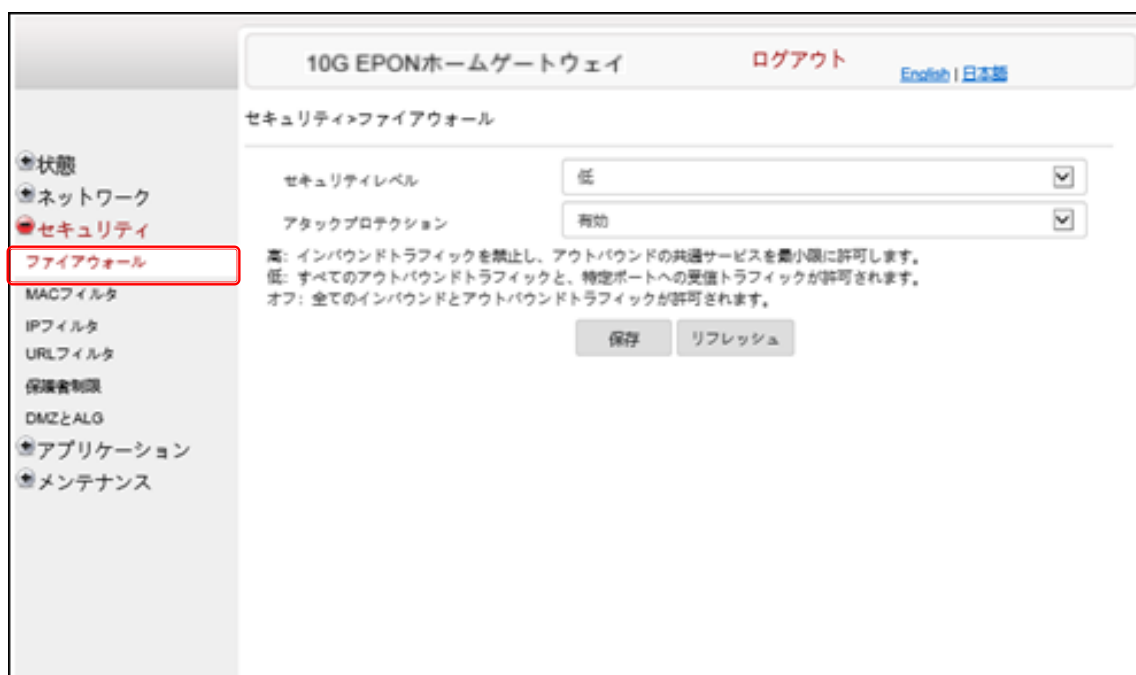 10G EPONホームゲートウェイ
ログアウト
English | 日本語
セキュリティ>ファイアウォール
状態
ネットワーク
セキュリティ
ファイアウォール
MACフィルタ
IPフィルタ
URLフィルタ
保護者制限
DMZとALG
アプリケーション
メンテナンス
セキュリティレベル
低
アタックプロテクション
有効
高: インバウンドトラフィックを禁止し、アウトバウンドの共通サービスを最小限に許可します。
低: すべてのアウトバウンドトラフィックと、特定ポートへの受信トラフィックが許可されます。
オフ: 全てのインバウンドとアウトバウンドトラフィックが許可されます。
保存
リフレッシュ